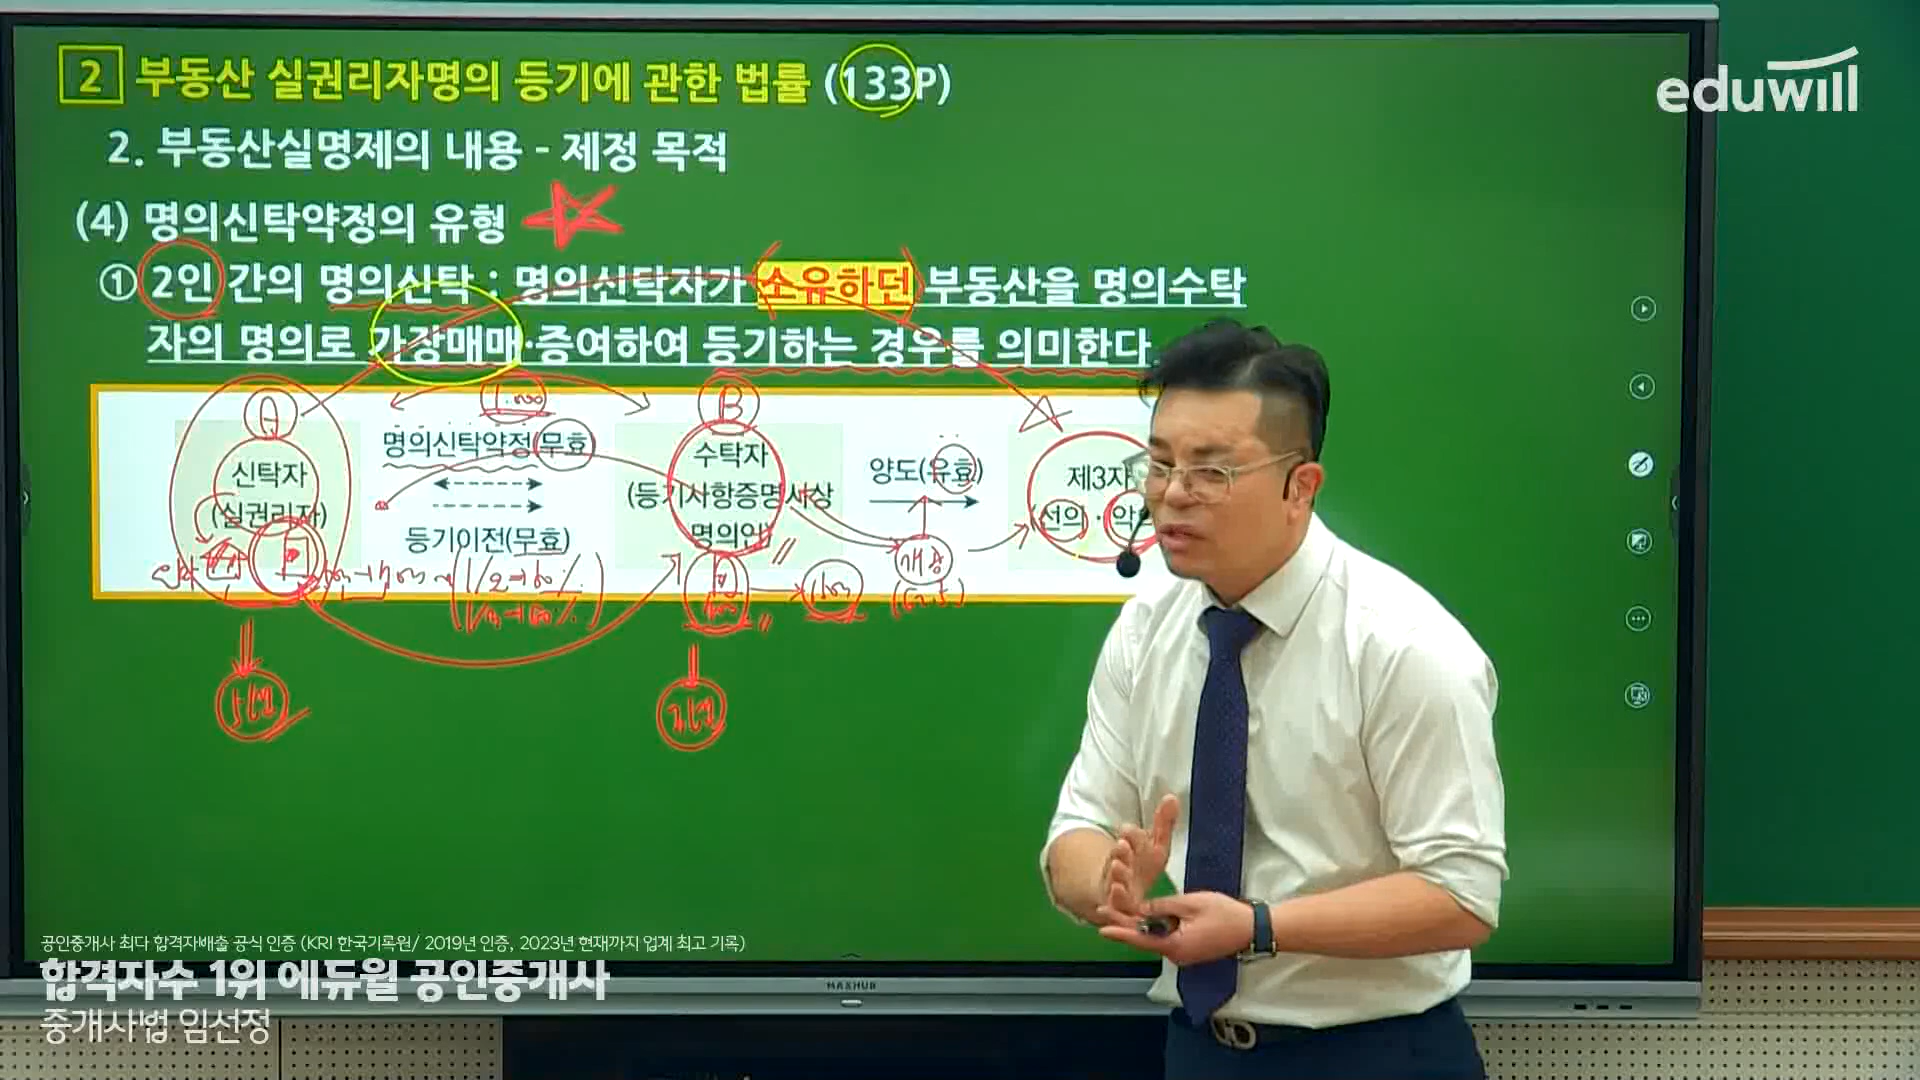 eduwill
2 부동산 실권리자명의 등기에 관한 법률 (133P)
2. 부동산실명제의 내용 - 제정 목적
(4) 명의신탁약정의 유형
① 2인 간의 명의신탁 : 명의신탁자가 소유하던 부동산을 명의수탁
자의 명의로 가장매매·증여하여 등기하는 경우를 의미한다.
A
B
신탁자
(실권리자)
명의신탁약정(무효)
등기이전(무효)
수탁자
(등기사항증명서상
명의인)
양도(유효)
제3자
(선의 · 악의
5년
3년
MAXHUB
공인중개사 최다 합격자배출 공식 인증 (KRI 한국기록원/ 2019년 인증, 2023년 현재까지 업계 최고 기록)
합격자수 1위 에듀윌 공인중개사
중개사법 임선정